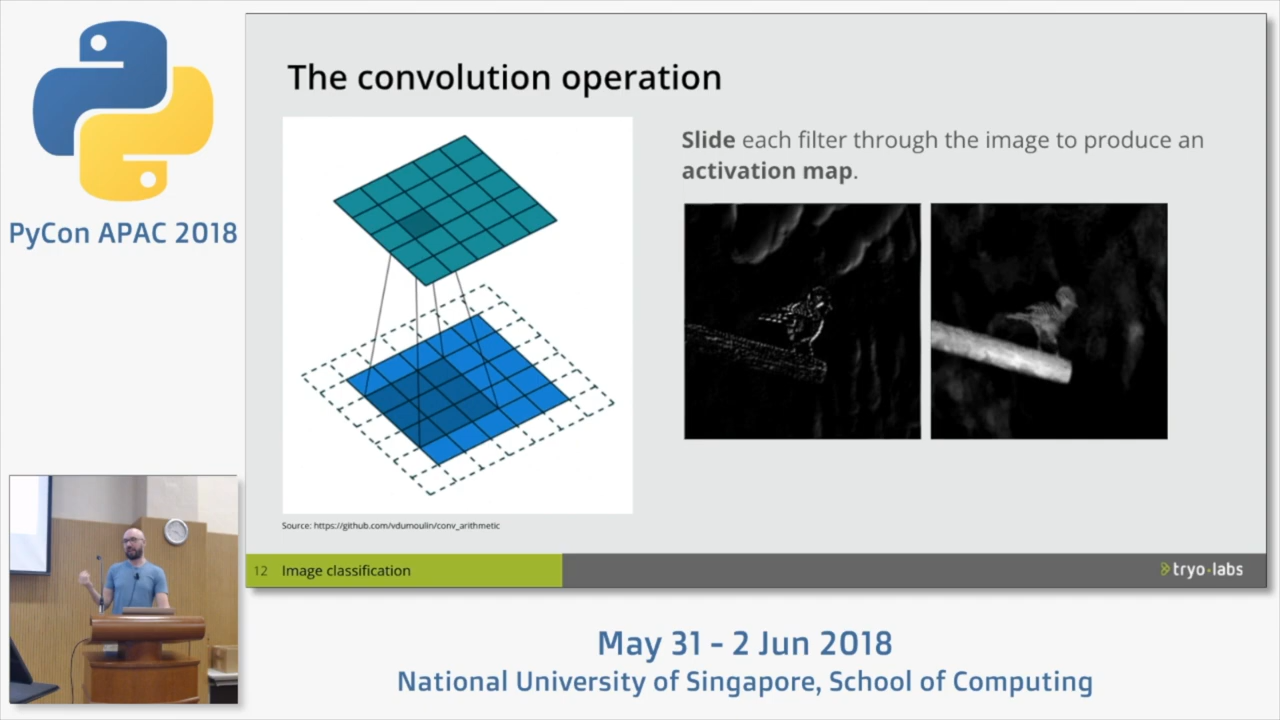 PyCon APAC 2018
The convolution operation
Slide each filter through the image to produce an
activation map.
Source: https://github.com/vdumoulin/conv_arithmetic
12 Image classification
tryo·labs
May 31 - 2 Jun 2018
National University of Singapore, School of Computing